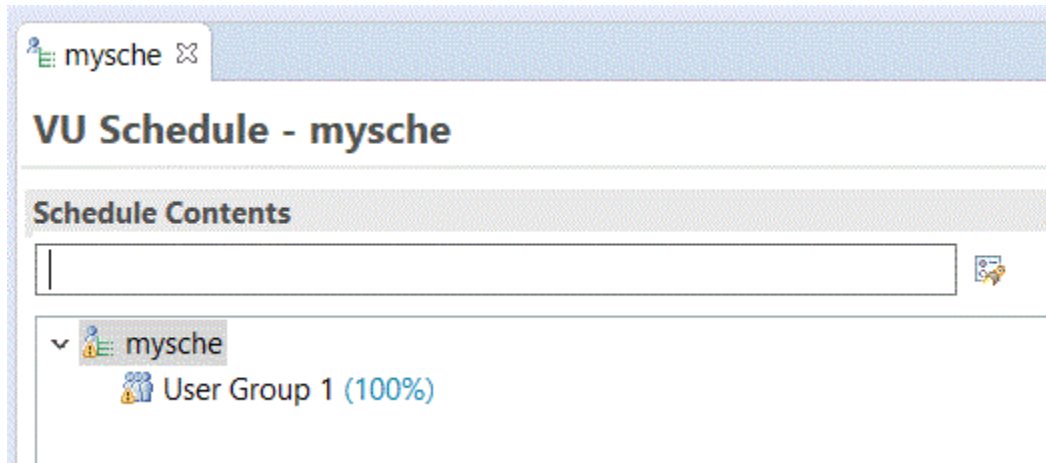 mysche
VU Schedule - mysche
Schedule Contents
mysche
User Group 1 (100%)